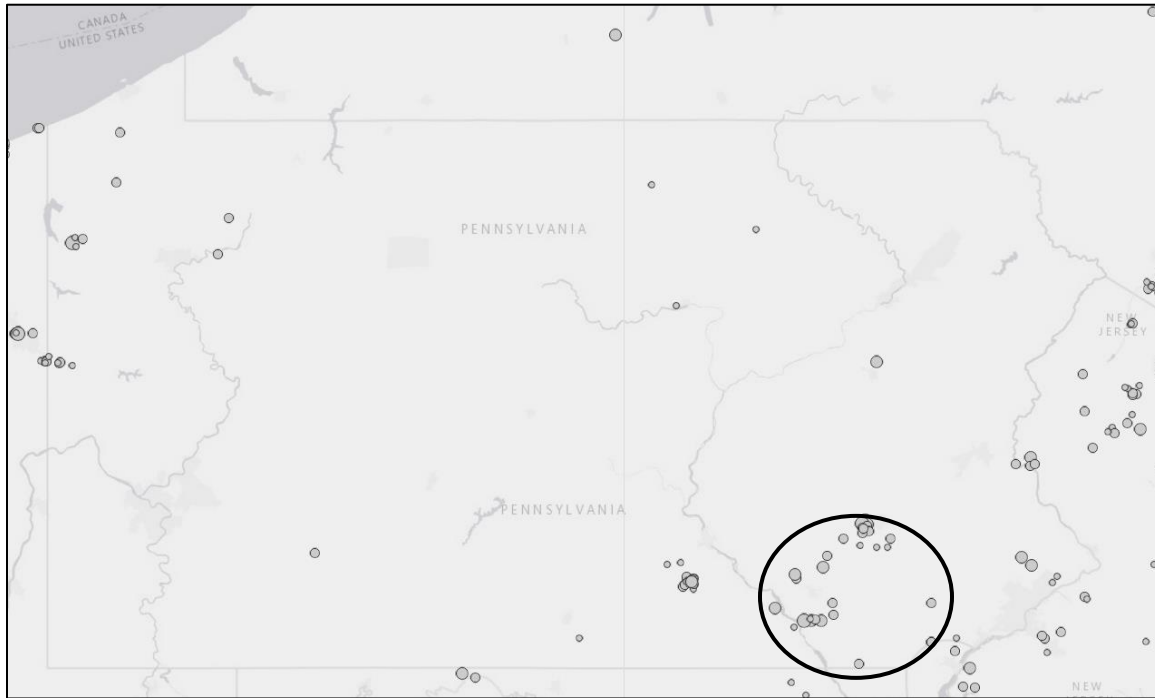 CANADA
UNITED STATES
PENNSYLVANIA
NEW
JERSEY
PENNSYLVANIA
NEW